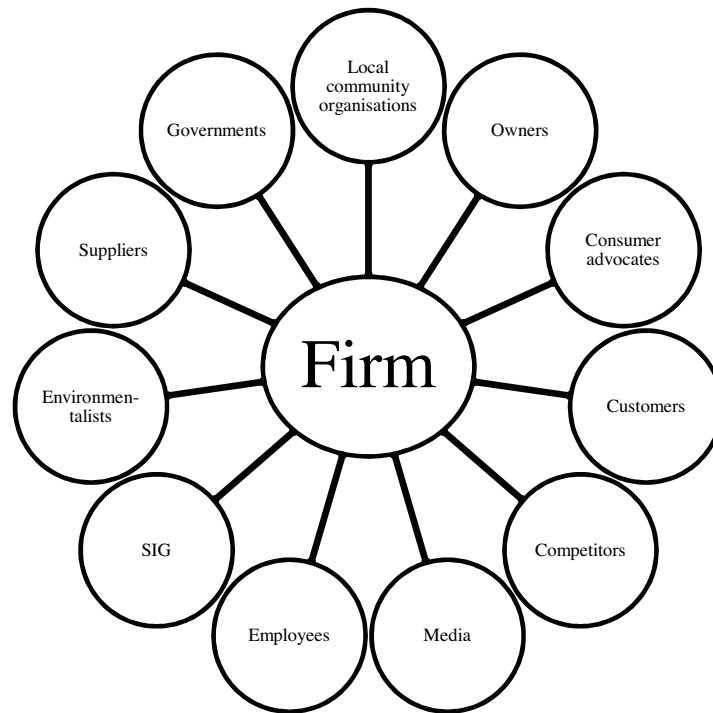 Local
community
organisations
Governments
Owners
Suppliers
Consumer
advocates
Firm
Environmen-
talists
Customers
SIG
Competitors
Employees
Media